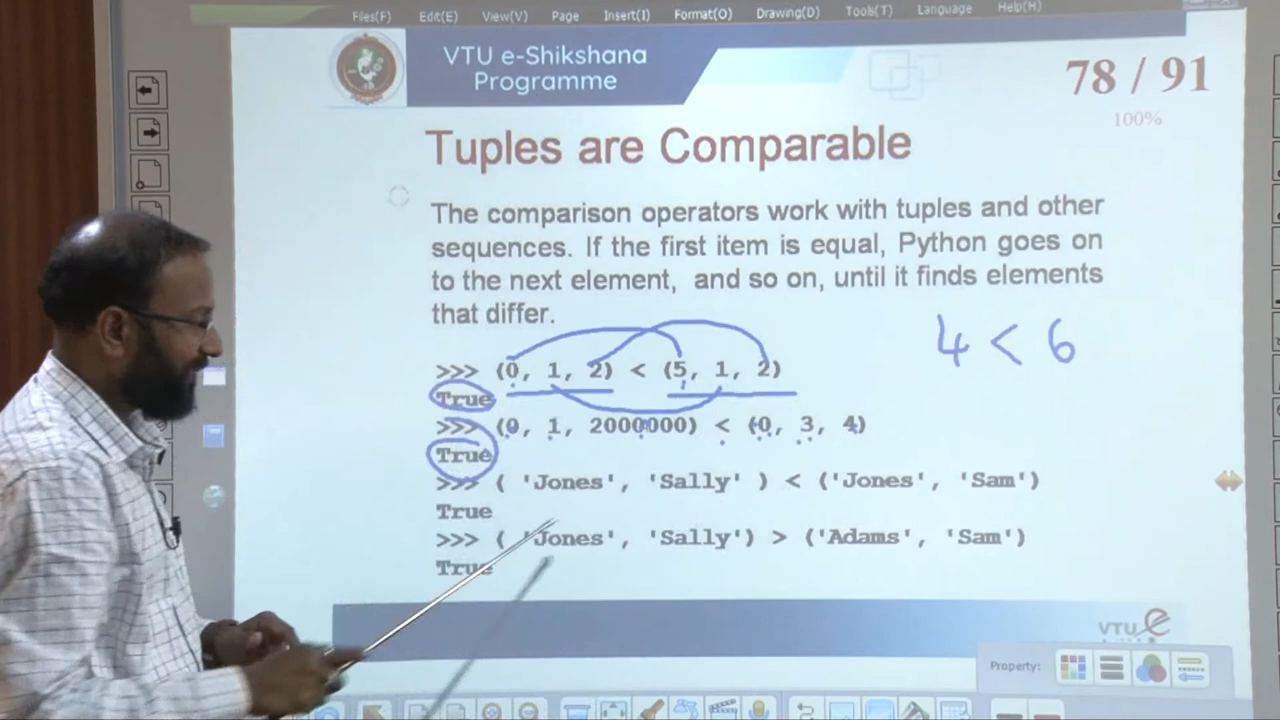 Files(F) Edit(E) View(V) Page Insert(I) Format(O) Drawing(D) Tools(T) Language Help(H)
VTU e-Shikshana
Programme
78 / 91
100%
Tuples are Comparable
The comparison operators work with tuples and other
sequences. If the first item is equal, Python goes on
to the next element, and so on, until it finds elements
that differ.
4 < 6
>>> (0, 1, 2) < (5, 1, 2)
True
>>> (0, 1, 2000000) < (0, 3, 4)
True
>>> ( 'Jones', 'Sally' ) < ('Jones', 'Sam')
True
>>> ( 'Jones', 'Sally') > ('Adams', 'Sam')
True
VTU e
Property: